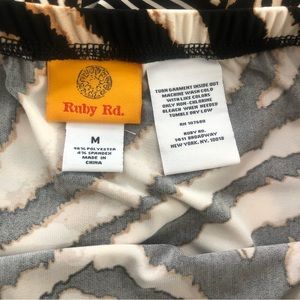 Ruby Rd.
M
96% POLYESTER
4% SPANDEX
MADE IN
CHINA
TURN GARMENT INSIDE OUT
MACHINE WASH COLD
WITH LIKE COLORS
ONLY NON-CHLORINE
BLEACH WHEN NEEDED
TUMBLE DRY LOW
RN 107600
RUBY RD.
1411 BROADWAY
NEW YORK, NY. 10018